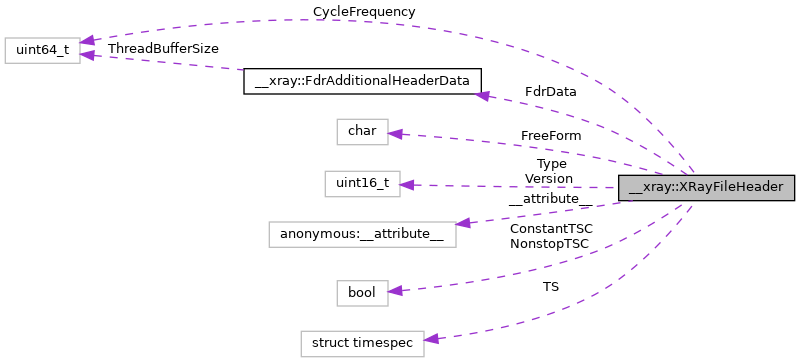 CycleFrequency
uint64_t
ThreadBufferSize
__xray::FdrAdditionalHeaderData
FdrData
char
FreeForm
Type
Version
uint16_t
__xray::XRayFileHeader
__attribute__
anonymous:__attribute__
ConstantTSC
NonstopTSC
bool
TS
struct timespec